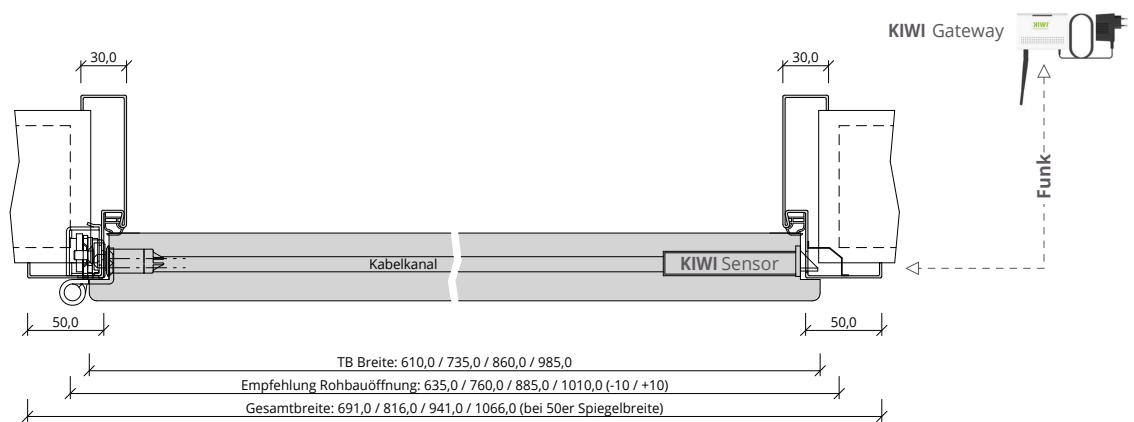 KIWI Gateway
KIWI
30,0
30,0
Funk
Kabelkanal
KIWI Sensor
50,0
50,0
TB Breite: 610,0 / 735,0 / 860,0 / 985,0
Empfehlung Rohbauöffnung: 635,0 / 760,0 / 885,0 / 1010,0 (-10 / +10)
Gesamtbreite: 691,0 / 816,0 / 941,0 / 1066,0 (bei 50er Spiegelbreite)